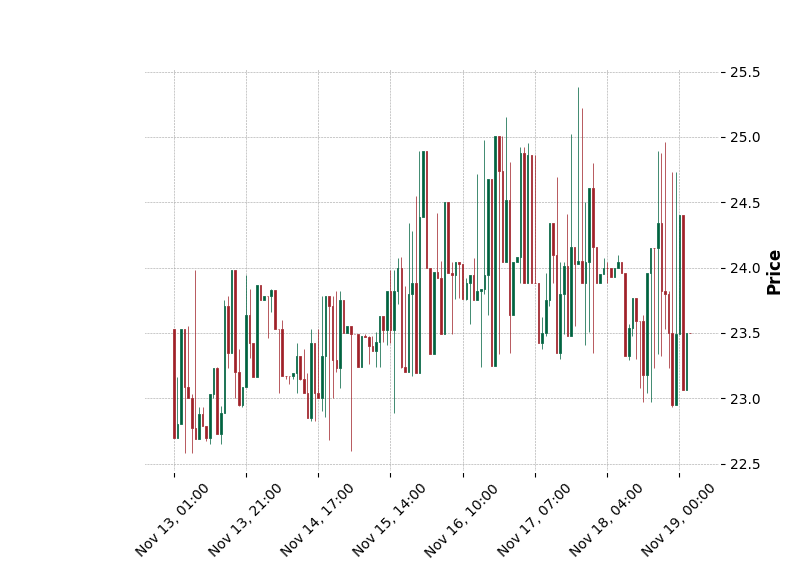 25.5
25.0
24.5
24.0
23.5
23.0
22.5
Price
Nov 13, 01:00
Nov 13, 21:00
Nov 14, 17:00
Nov 15, 14:00
Nov 16, 10:00
Nov 17, 07:00
Nov 18, 04:00
Nov 19, 00:00